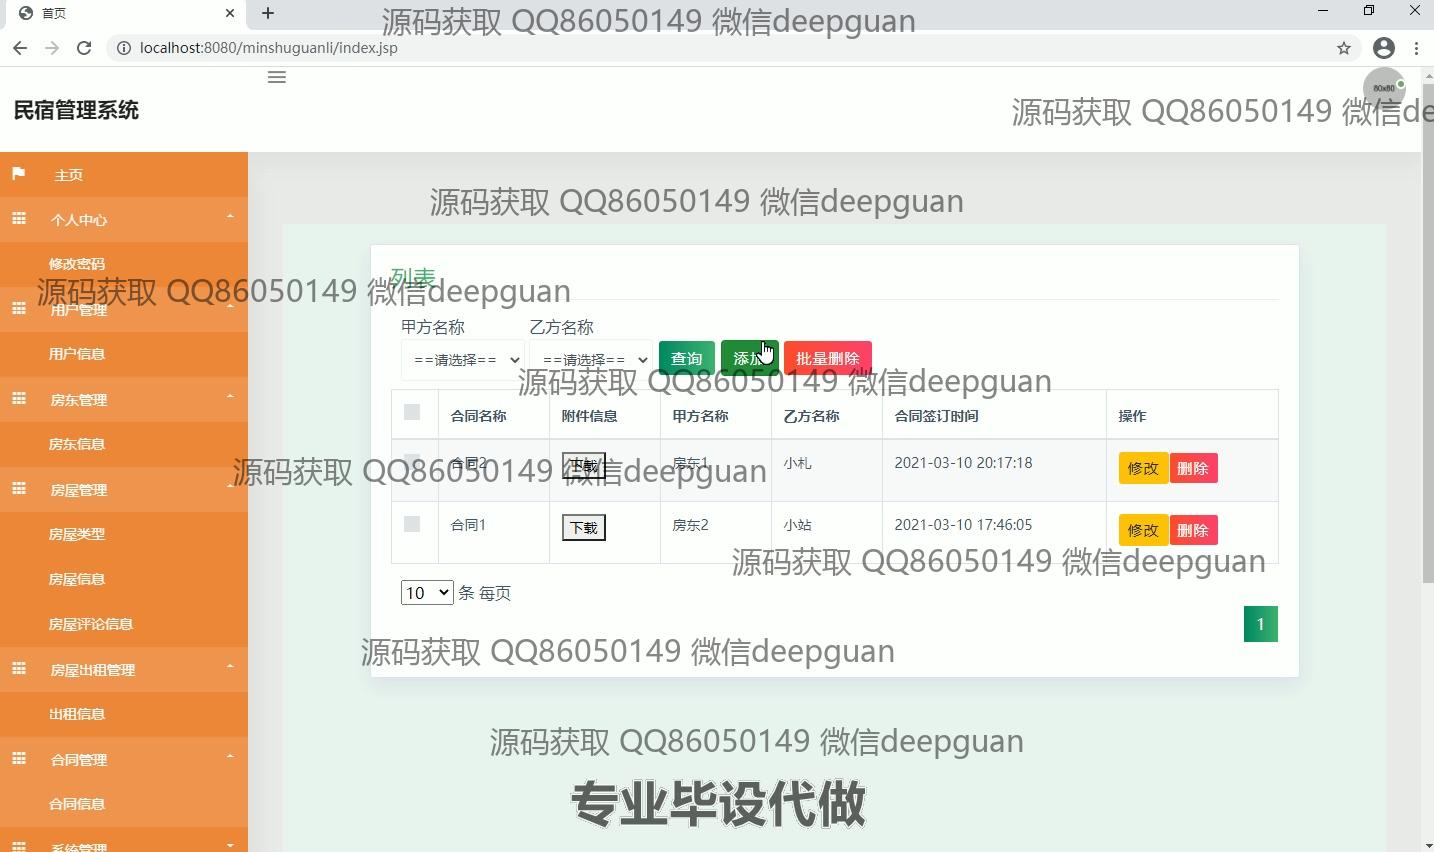 首页
源码获取 QQ86050149 微信deepguan
localhost:8080/minshuguanli/index.jsp
80x80
民宿管理系统
源码获取 QQ86050149 微信de
主页
源码获取 QQ86050149 微信deepguan
个人中心
修改密码
列表
源码获取 QQ86050149 微信deepguan
用户管理
甲方名称 乙方名称
用户信息
==请选择== ==请选择== 查询 添加 批量删除
源码获取 QQ86050149 微信deepguan
房东管理
合同名称 附件信息 甲方名称 乙方名称 合同签订时间 操作
房东信息
合同2 下载 房东1 小札 2021-03-10 20:17:18 修改 删除
源码获取 QQ86050149 微信deepguan
房屋管理
合同1 下载 房东2 小站 2021-03-10 17:46:05 修改 删除
房屋类型
源码获取 QQ86050149 微信deepguan
房屋信息
10 条 每页
房屋评论信息
1
源码获取 QQ86050149 微信deepguan
房屋出租管理
出租信息
源码获取 QQ86050149 微信deepguan
合同管理
合同信息
专业毕设代做
系统管理